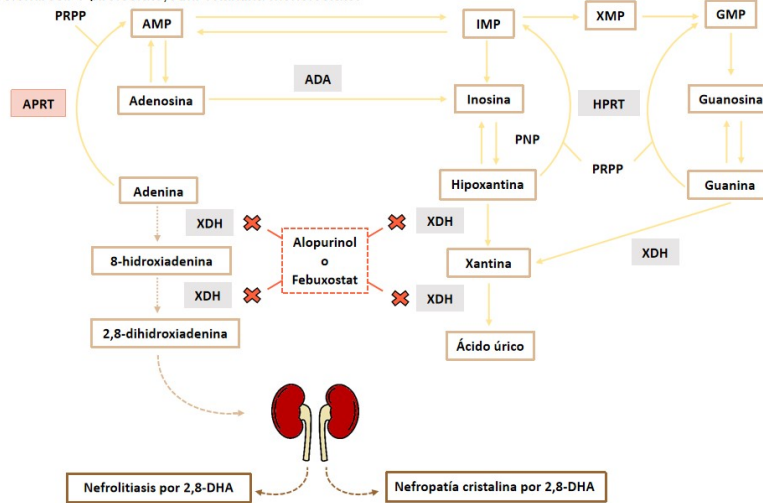 PRPP
AMP
IMP
XMP
GMP
APRT
Adenosina
ADA
Inosina
HPRT
Guanosina
PNP
PRPP
Adenina
Hipoxantina
Guanina
XDH
XDH
Alopurinol
o
Febuxostat
8-hidroxiadenina
Xantina
XDH
XDH
XDH
2,8-dihidroxiadenina
Ácido úrico
Nefrolitiasis por 2,8-DHA
Nefropatía cristalina por 2,8-DHA